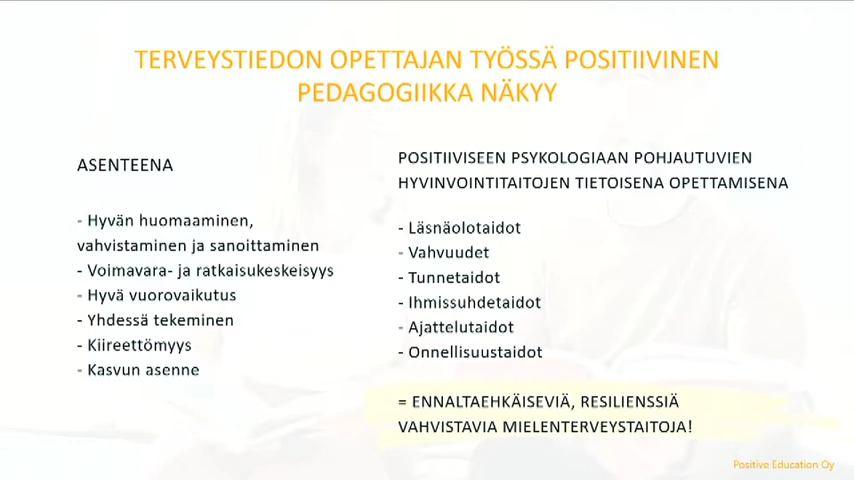 TERVEYSTIEDON OPETTAJAN TYÖSSÄ POSITIIVINEN
PEDAGOGIIKKA NÄKYY
ASENTEENA
- Hyvän huomaaminen,
vahvistaminen ja sanoittaminen
- Voimavara- ja ratkaisukeskeisyys
- Hyvä vuorovaikutus
- Yhdessä tekeminen
- Kiireettömyys
- Kasvun asenne
POSITIIVISEEN PSYKOLOGIAAN POHJAUTUVIEN
HYVINVOINTITAITOJEN TIETOISENA OPETTAMISENA
- Läsnäolotaidot
- Vahvuudet
- Tunnetaidot
- Ihmissuhdetaidot
- Ajattelutaidot
- Onnellisuustaidot
= ENNALTAEHKÄISEVIÄ, RESILIENSSIÄ
VAHVISTAVIA MIELENTERVEYSTAITOJA!
Positive Education Oy